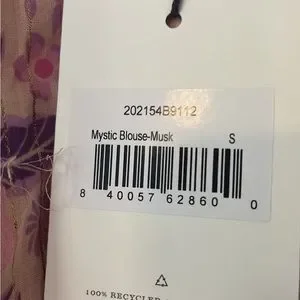 202154B9112
Mystic Blouse-Musk S
8 40057 62860 0
100% RECYCLED